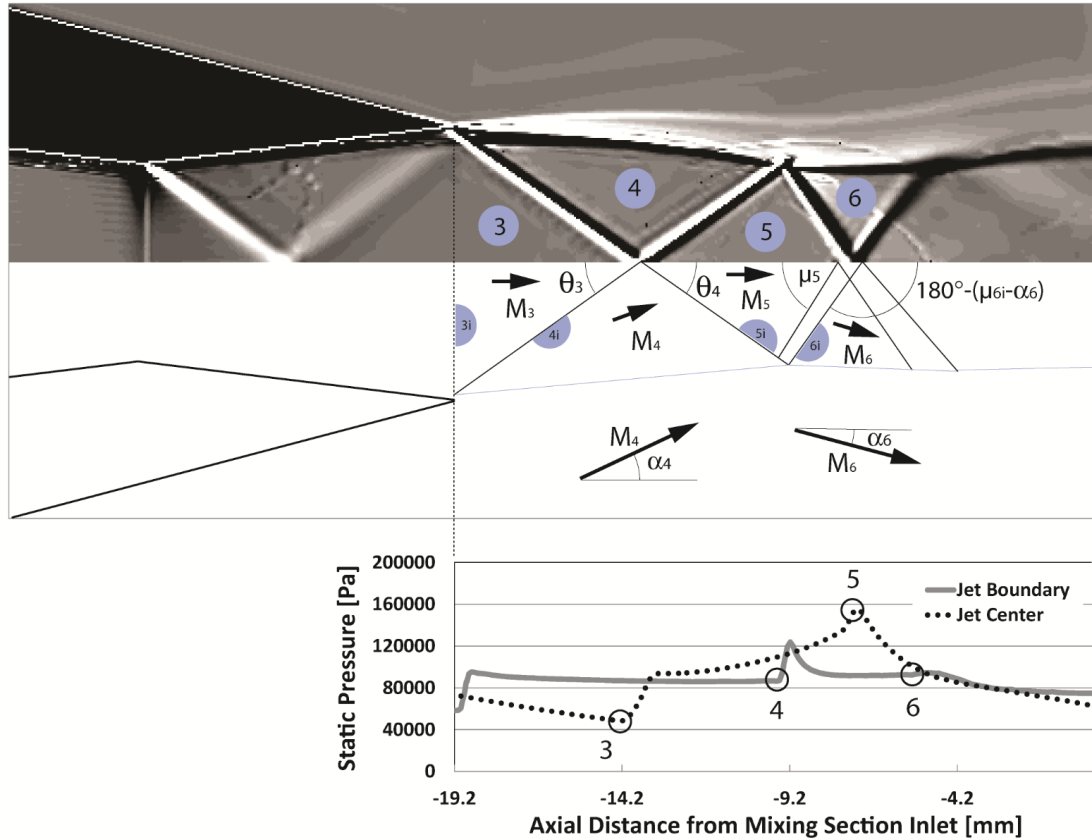 4
3
6
5
3i
M₃
θ₃
4i
M₄
θ₄
M₅
5i
μ₅
6i
M₆
180°-(μ₆ᵢ-α₆)
M₄
α₄
α₆
M₆
Static Pressure [Pa]
200000
160000
120000
80000
40000
0
5
Jet Boundary
Jet Center
3
4
6
-19.2
-14.2
-9.2
-4.2
Axial Distance from Mixing Section Inlet [mm]